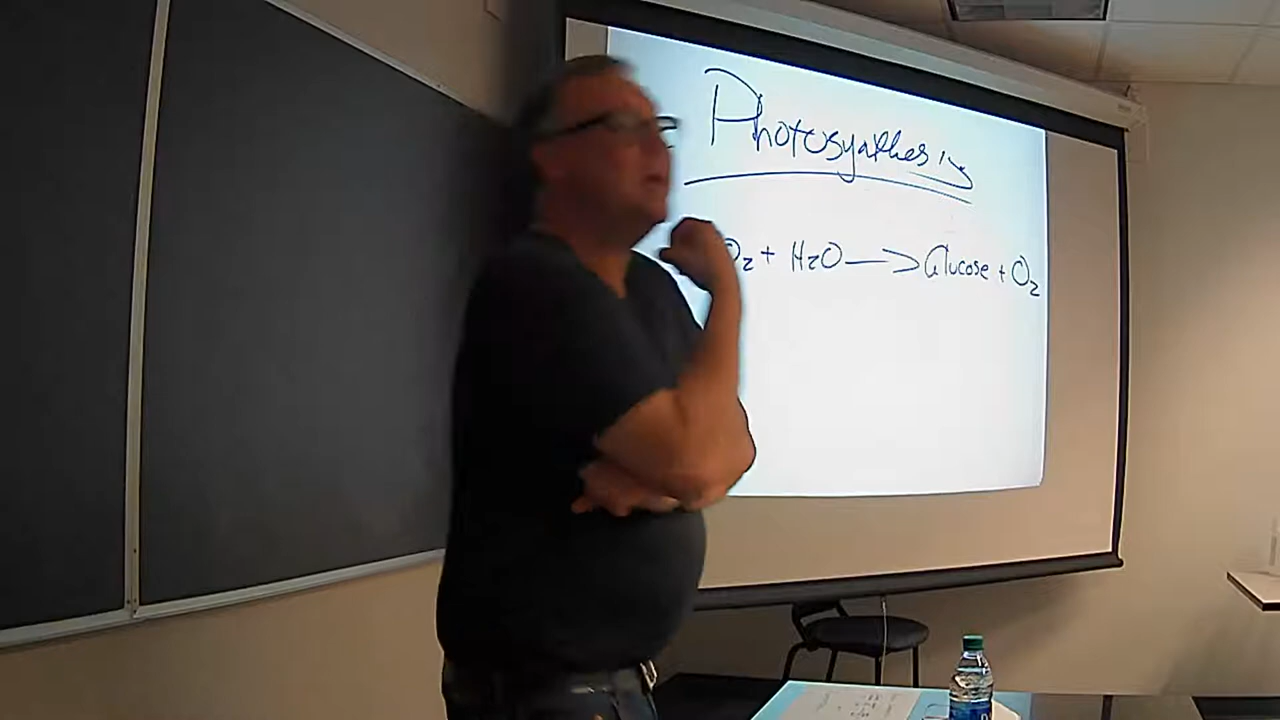 Photosynthesis
O₂ + H₂O → Glucose + O₂